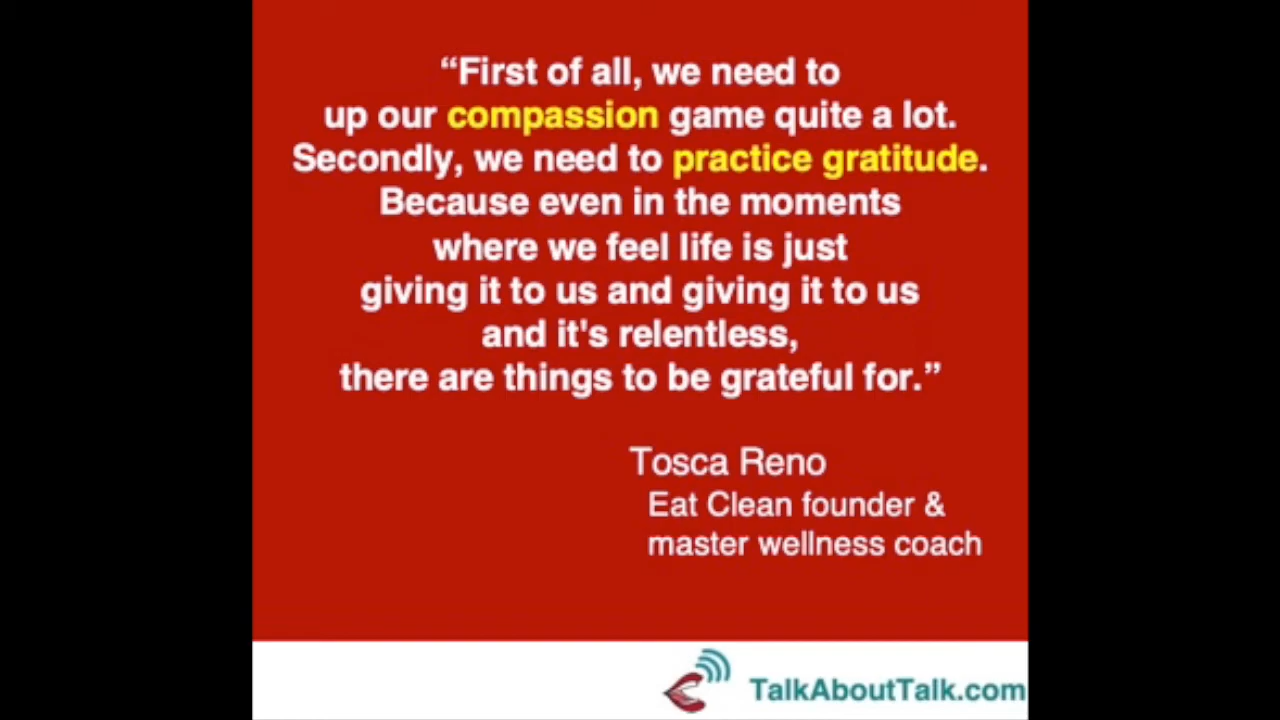 “First of all, we need to
up our compassion game quite a lot.
Secondly, we need to practice gratitude.
Because even in the moments
where we feel life is just
giving it to us and giving it to us
and it's relentless,
there are things to be grateful for.”
Tosca Reno
Eat Clean founder &
master wellness coach
TalkAboutTalk.com